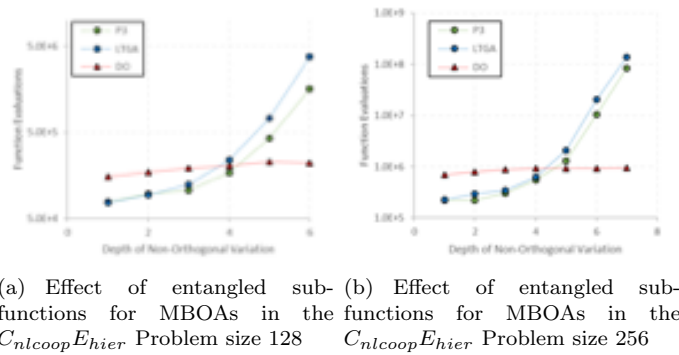 P3
LTGA
DO
5.0E+6
5.0E+5
5.0E+4
Function Evaluations
0 2 4 6
Depth of Non-Orthogonal Variation
P3
LTGA
DO
1.0E+9
1.0E+8
1.0E+7
1.0E+6
1.0E+5
Function Evaluations
0 2 4 6 8
Depth of Non-Orthogonal Variation
(a) Effect of entangled sub-
functions for MBOAs in the
CnlcoopEhier Problem size 128
(b) Effect of entangled sub-
functions for MBOAs in the
CnlcoopEhier Problem size 256